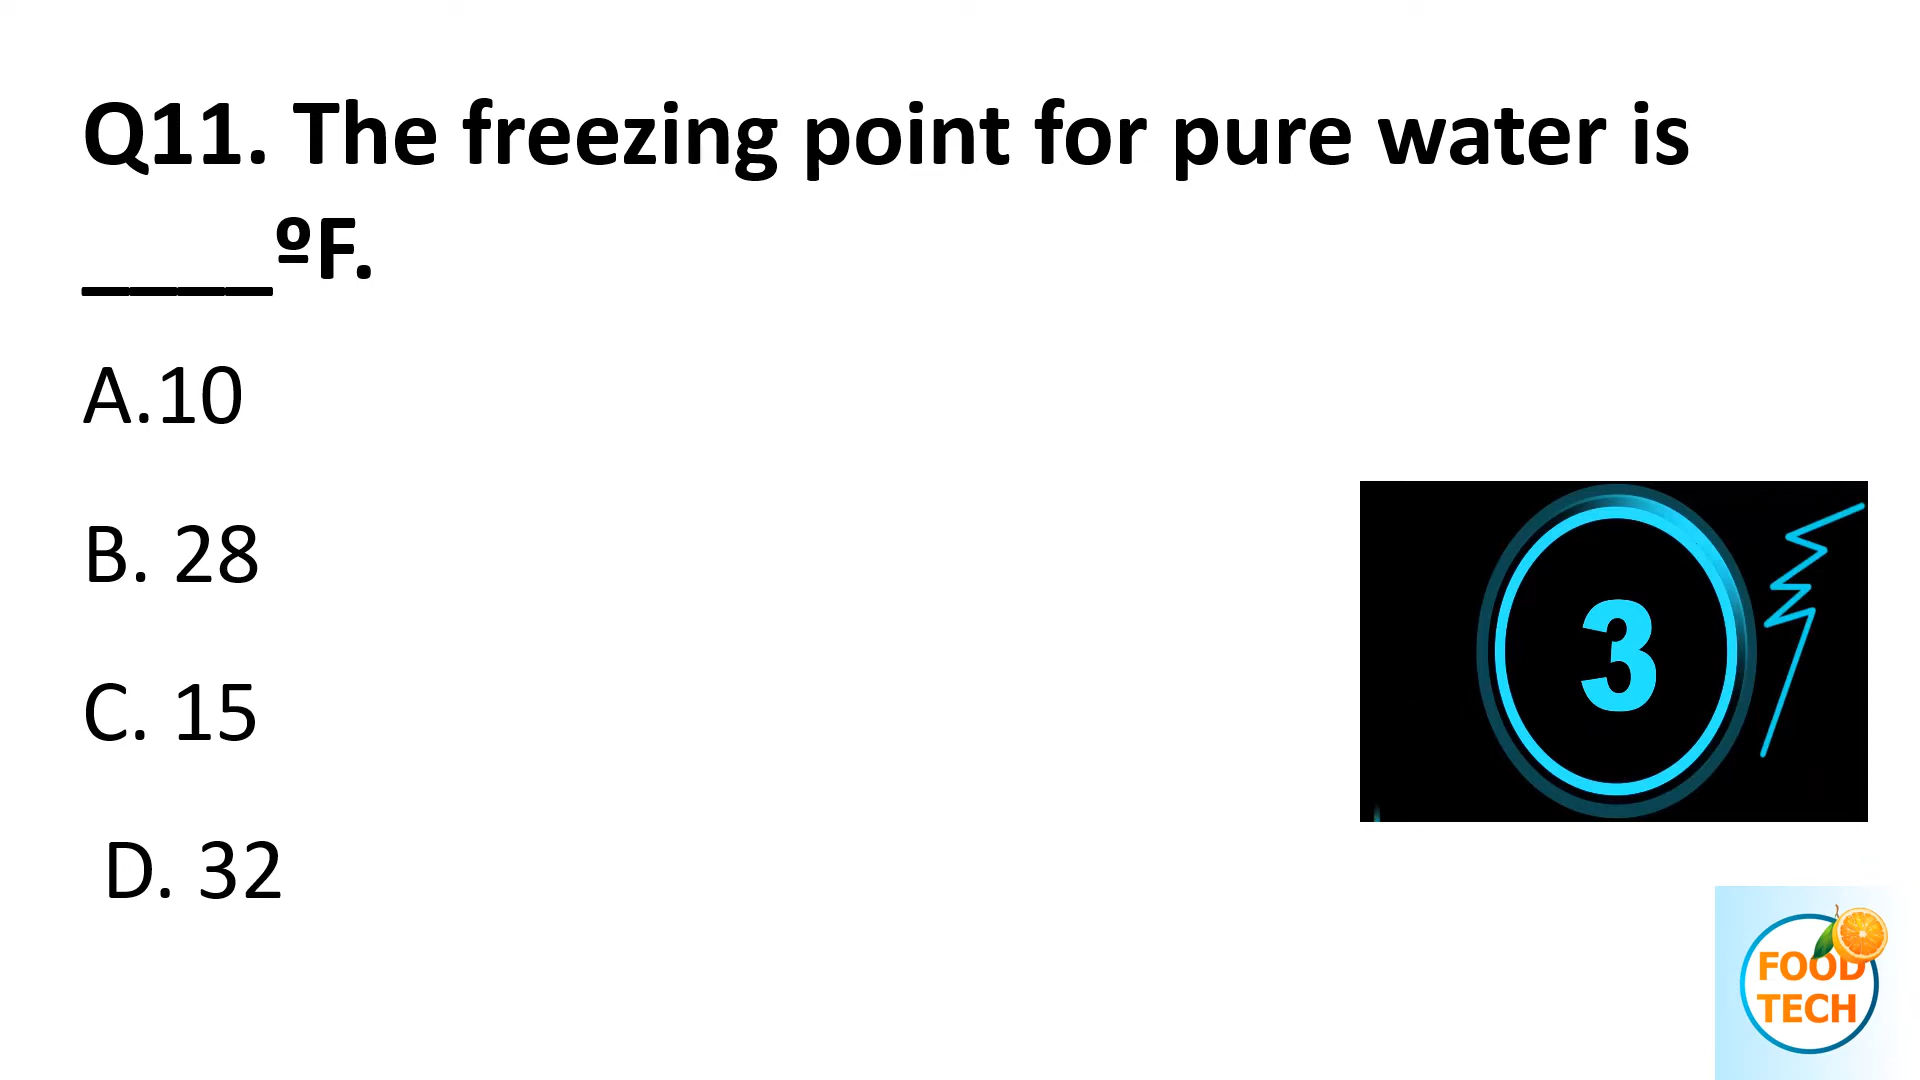 Q11. The freezing point for pure water is
____ºF.
A.10
B. 28
C. 15
D. 32
3
FOOD
TECH